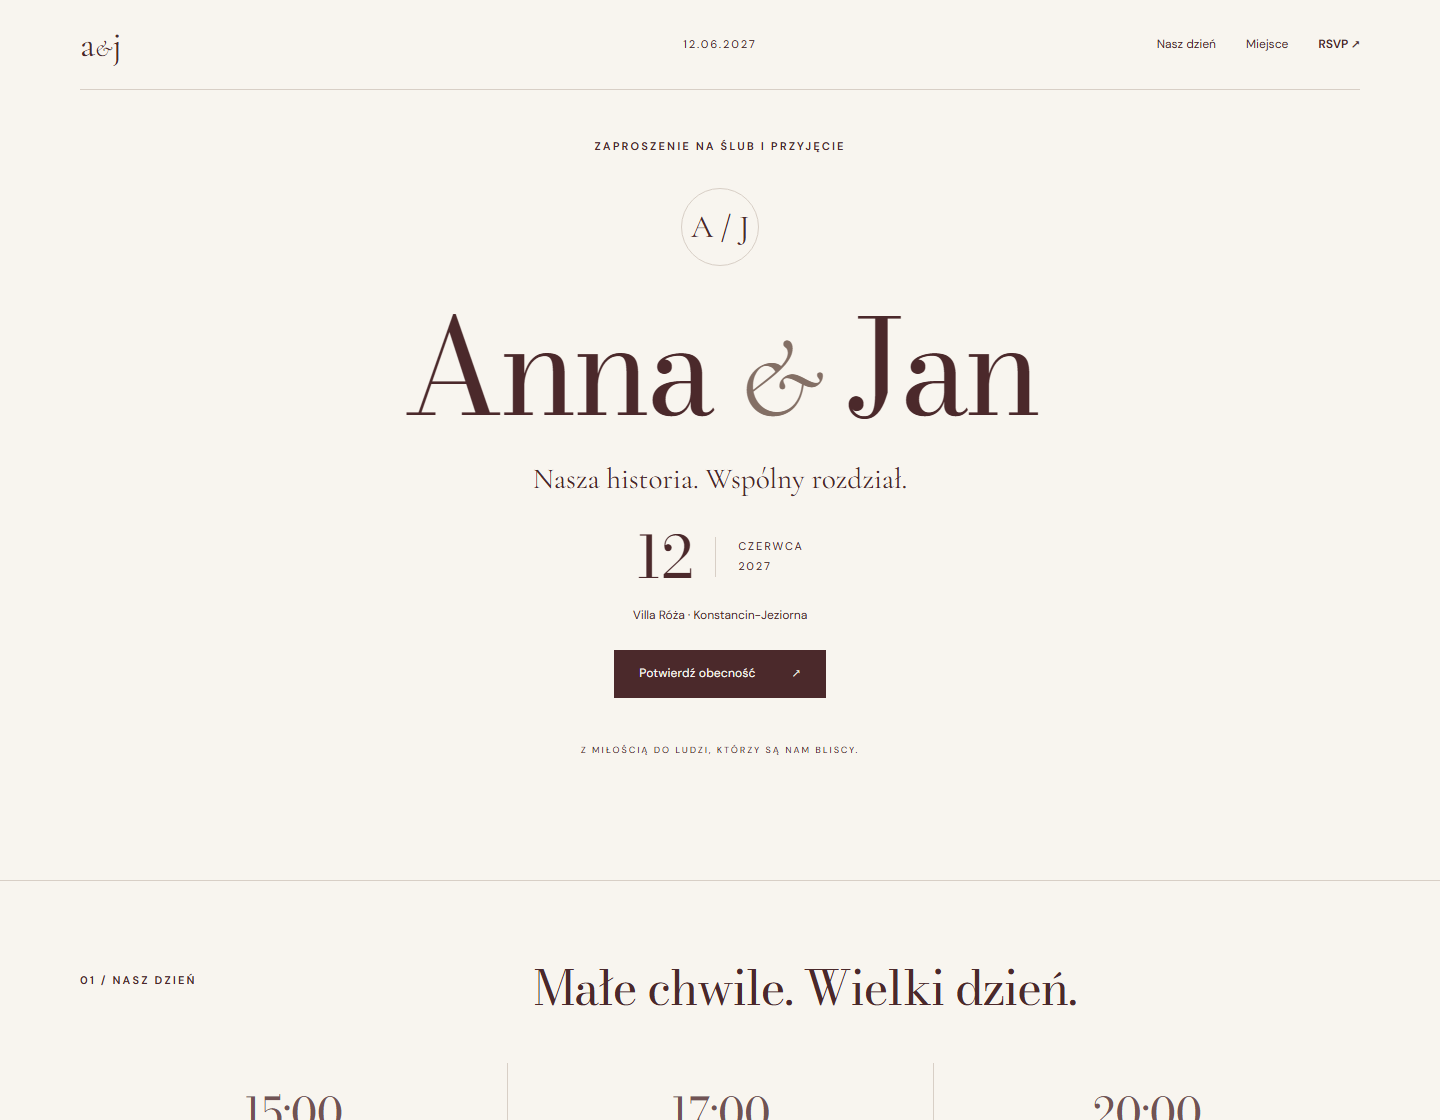 a&j
12.06.2027
Nasz dzień Miejsce RSVP ↗
ZAPROSZENIE NA ŚLUB I PRZYJĘCIE
A / J
Anna & Jan
Nasza historia. Wspólny rozdział.
12
CZERWCA
2027
Villa Róża · Konstancin-Jeziorna
Potwierdź obecność ↗
Z MIŁOŚCIĄ DO LUDZI, KTÓRZY SĄ NAM BLISCY.
01 / NASZ DZIEŃ
Małe chwile. Wielki dzień.
15:00 17:00 20:00